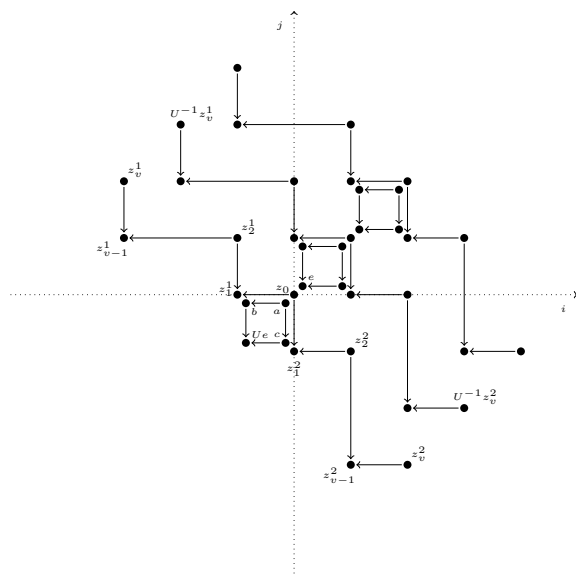 j
U^{-1}z_v^1
z_v^1
z_{v-1}^1
z_2^1
e
z_1^1
z_0
i
b
a
Ue
c
z_1^2
z_2^2
U^{-1}z_v^2
z_v^2
z_{v-1}^2